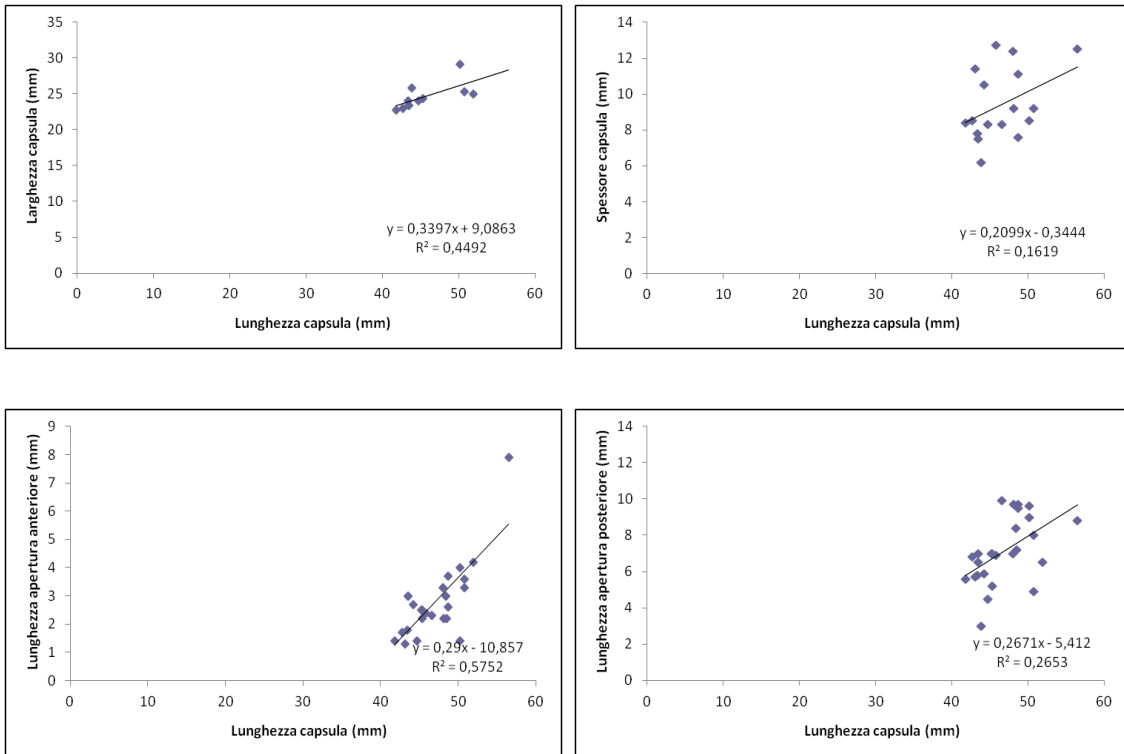 Larghezza capsula (mm)
35
30
25
20
15
10
5
0
y = 0,3397x + 9,0863
R² = 0,4492
0 10 20 30 40 50 60
Lunghezza capsula (mm)
Spessore capsula (mm)
14
12
10
8
6
4
2
0
y = 0,2099x - 0,3444
R² = 0,1619
0 10 20 30 40 50 60
Lunghezza capsula (mm)
Lunghezza apertura anteriore (mm)
9
8
7
6
5
4
3
2
1
0
y = 0,29x - 10,857
R² = 0,5752
0 10 20 30 40 50 60
Lunghezza capsula (mm)
Lunghezza apertura posteriore (mm)
14
12
10
8
6
4
2
0
y = 0,2671x - 5,412
R² = 0,2653
0 10 20 30 40 50 60
Lunghezza capsula (mm)